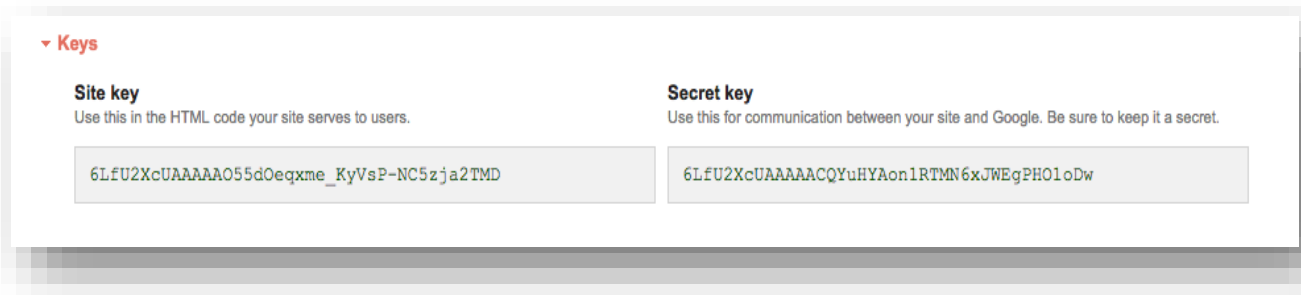 Keys
Site key
Use this in the HTML code your site serves to users.
6LfU2XcUAAAAAO55dOeqxme_KyVsP-NC5zja2TMD
Secret key
Use this for communication between your site and Google. Be sure to keep it a secret.
6LfU2XcUAAAAACQYuHYAon1RTMN6xJWEgPHO1oDw